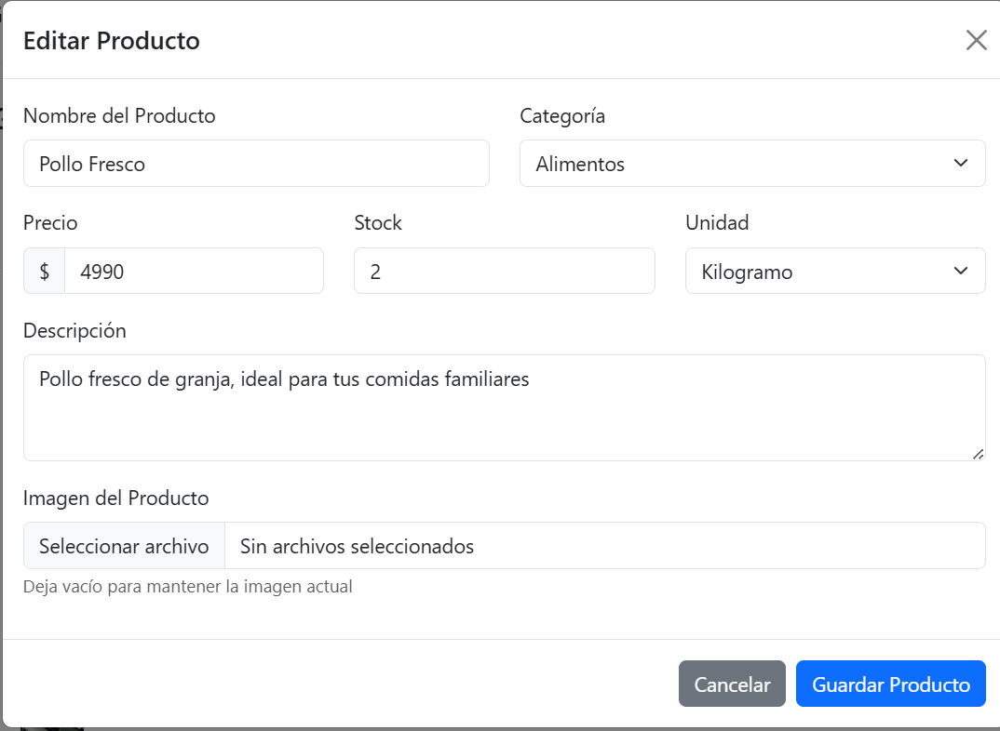 Editar Producto
Nombre del Producto
Categoría
Pollo Fresco
Alimentos
Precio
Stock
Unidad
$ 4990
2
Kilogramo
Descripción
Pollo fresco de granja, ideal para tus comidas familiares
Imagen del Producto
Seleccionar archivo Sin archivos seleccionados
Deja vacío para mantener la imagen actual
Cancelar
Guardar Producto